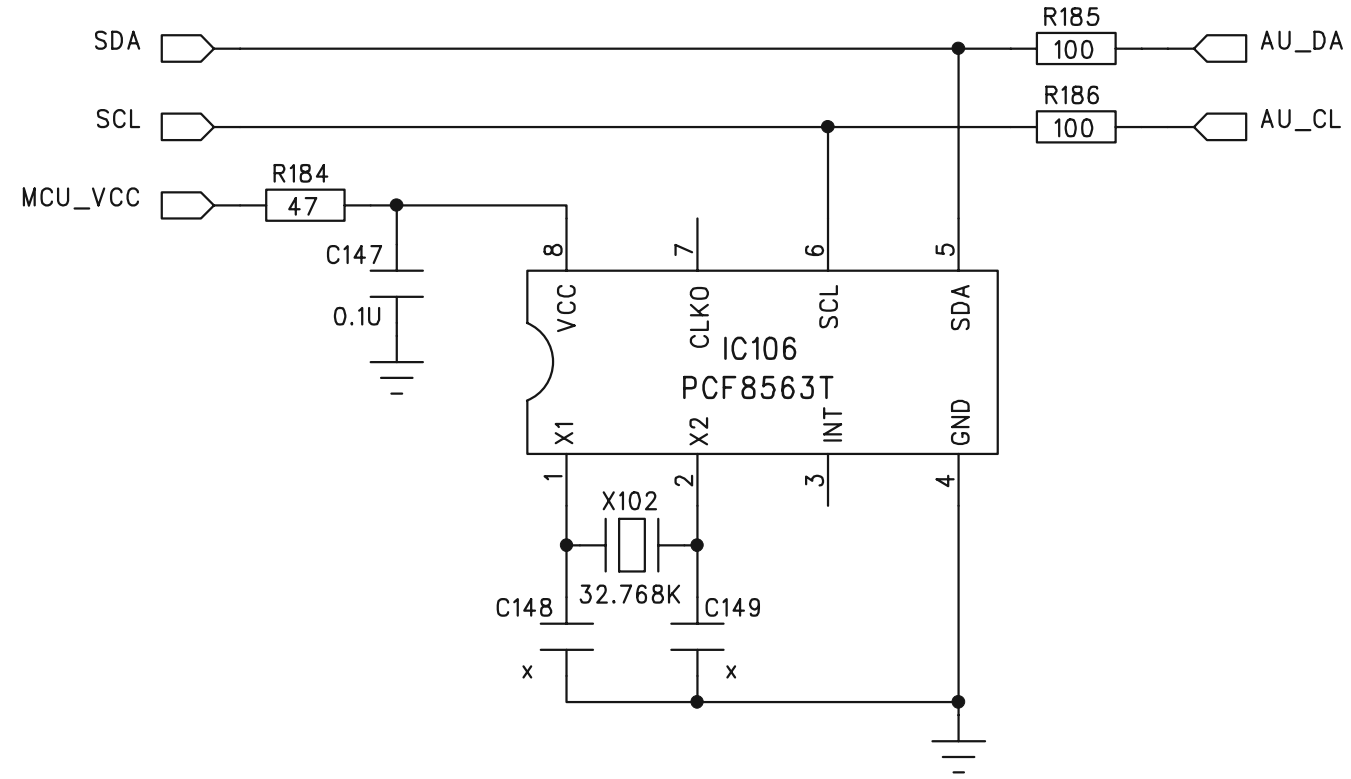 R185
SDA
100
AU_DA
R186
SCL
100
AU_CL
R184
MCU_VCC
47
8
7
6
5
C147
0.1U
VCC
CLKO
SCL
SDA
IC106
PCF8563T
X1
X2
INT
GND
1
2
3
4
X102
32.768K
C148
C149
x
x